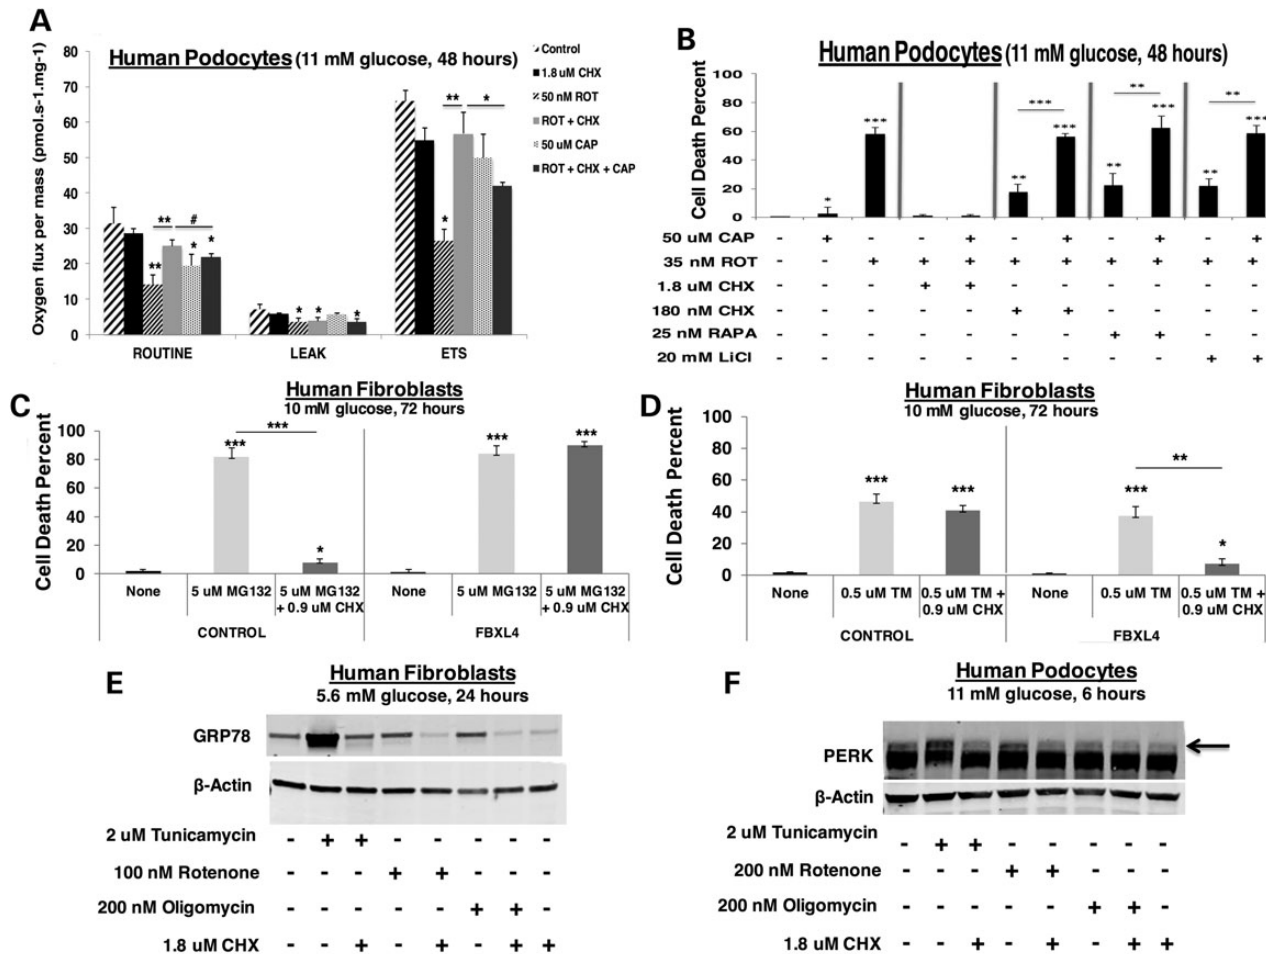 A
Human Podocytes (11 mM glucose, 48 hours)
Oxygen flux per mass (pmol.s-1.mg-1)
80
70
60
50
40
30
20
10
0
Control
1.8 uM CHX
50 nM ROT
ROT + CHX
50 uM CAP
ROT + CHX + CAP
** *
** #
** * *
* * *
*
ROUTINE LEAK ETS
B
Human Podocytes (11 mM glucose, 48 hours)
Cell Death Percent
100
80
60
40
20
0
* *** ** *** *** ** ** *** ** ** ***
50 uM CAP - + - - + - + - + - +
35 nM ROT - - + + + + + + + + +
1.8 uM CHX - - - + + - - - - - -
180 nM CHX - - - - - + + - - - -
25 nM RAPA - - - - - - - + + - -
20 mM LiCl - - - - - - - - - + +
C
Human Fibroblasts
10 mM glucose, 72 hours
Cell Death Percent
100
80
60
40
20
0
*** *** * *** ***
None 5 uM MG132 5 uM MG132 + 0.9 uM CHX None 5 uM MG132 5 uM MG132 + 0.9 uM CHX
CONTROL FBXL4
D
Human Fibroblasts
10 mM glucose, 72 hours
Cell Death Percent
100
80
60
40
20
0
*** *** *** ** *
None 0.5 uM TM 0.5 uM TM + 0.9 uM CHX None 0.5 uM TM 0.5 uM TM + 0.9 uM CHX
CONTROL FBXL4
E
Human Fibroblasts
5.6 mM glucose, 24 hours
GRP78
β-Actin
2 uM Tunicamycin - + + - - - - -
100 nM Rotenone - - - + + - - -
200 nM Oligomycin - - - - - + + -
1.8 uM CHX - - + - + - + +
F
Human Podocytes
11 mM glucose, 6 hours
PERK
β-Actin
2 uM Tunicamycin - + + - - - - -
200 nM Rotenone - - - + + - - -
200 nM Oligomycin - - - - - + + -
1.8 uM CHX - - + - + - + +